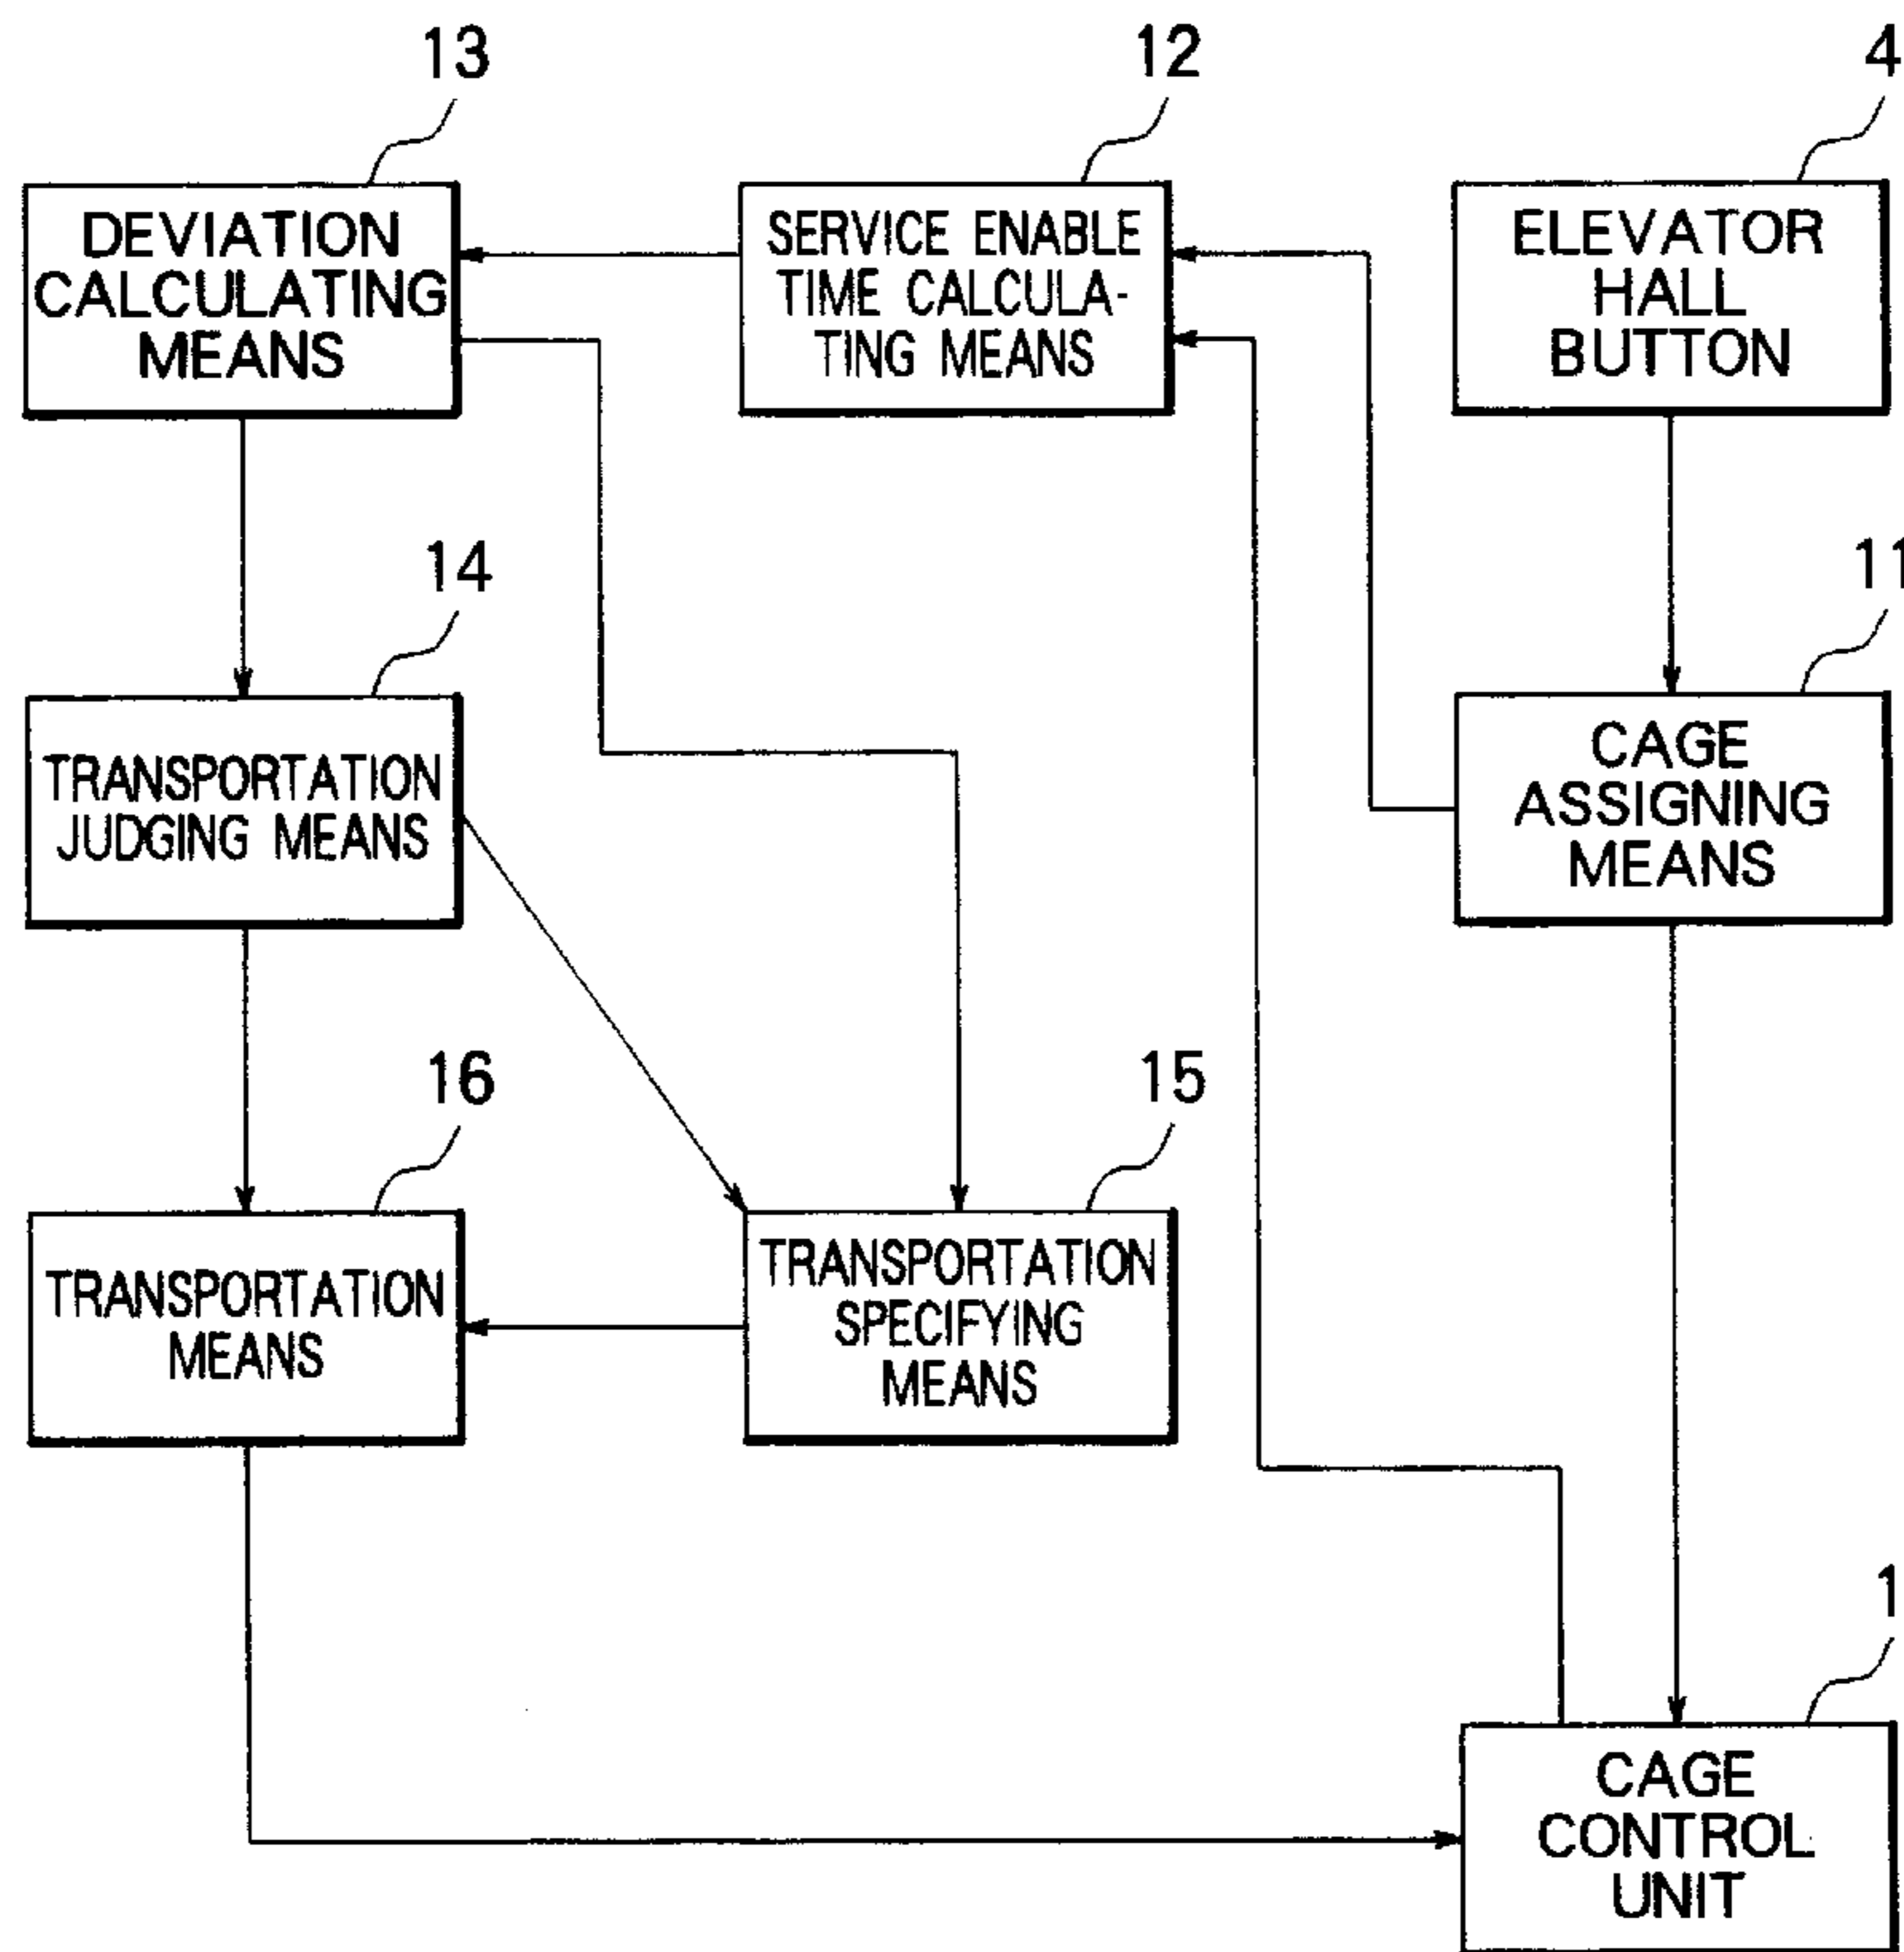 13
12
4
DEVIATION
CALCULATING
MEANS
SERVICE ENABLE
TIME CALCULA-
TING MEANS
ELEVATOR
HALL
BUTTON
14
11
TRANSPORTATION
JUDGING MEANS
CAGE
ASSIGNING
MEANS
16
15
TRANSPORTATION
MEANS
TRANSPORTATION
SPECIFYING
MEANS
1
CAGE
CONTROL
UNIT